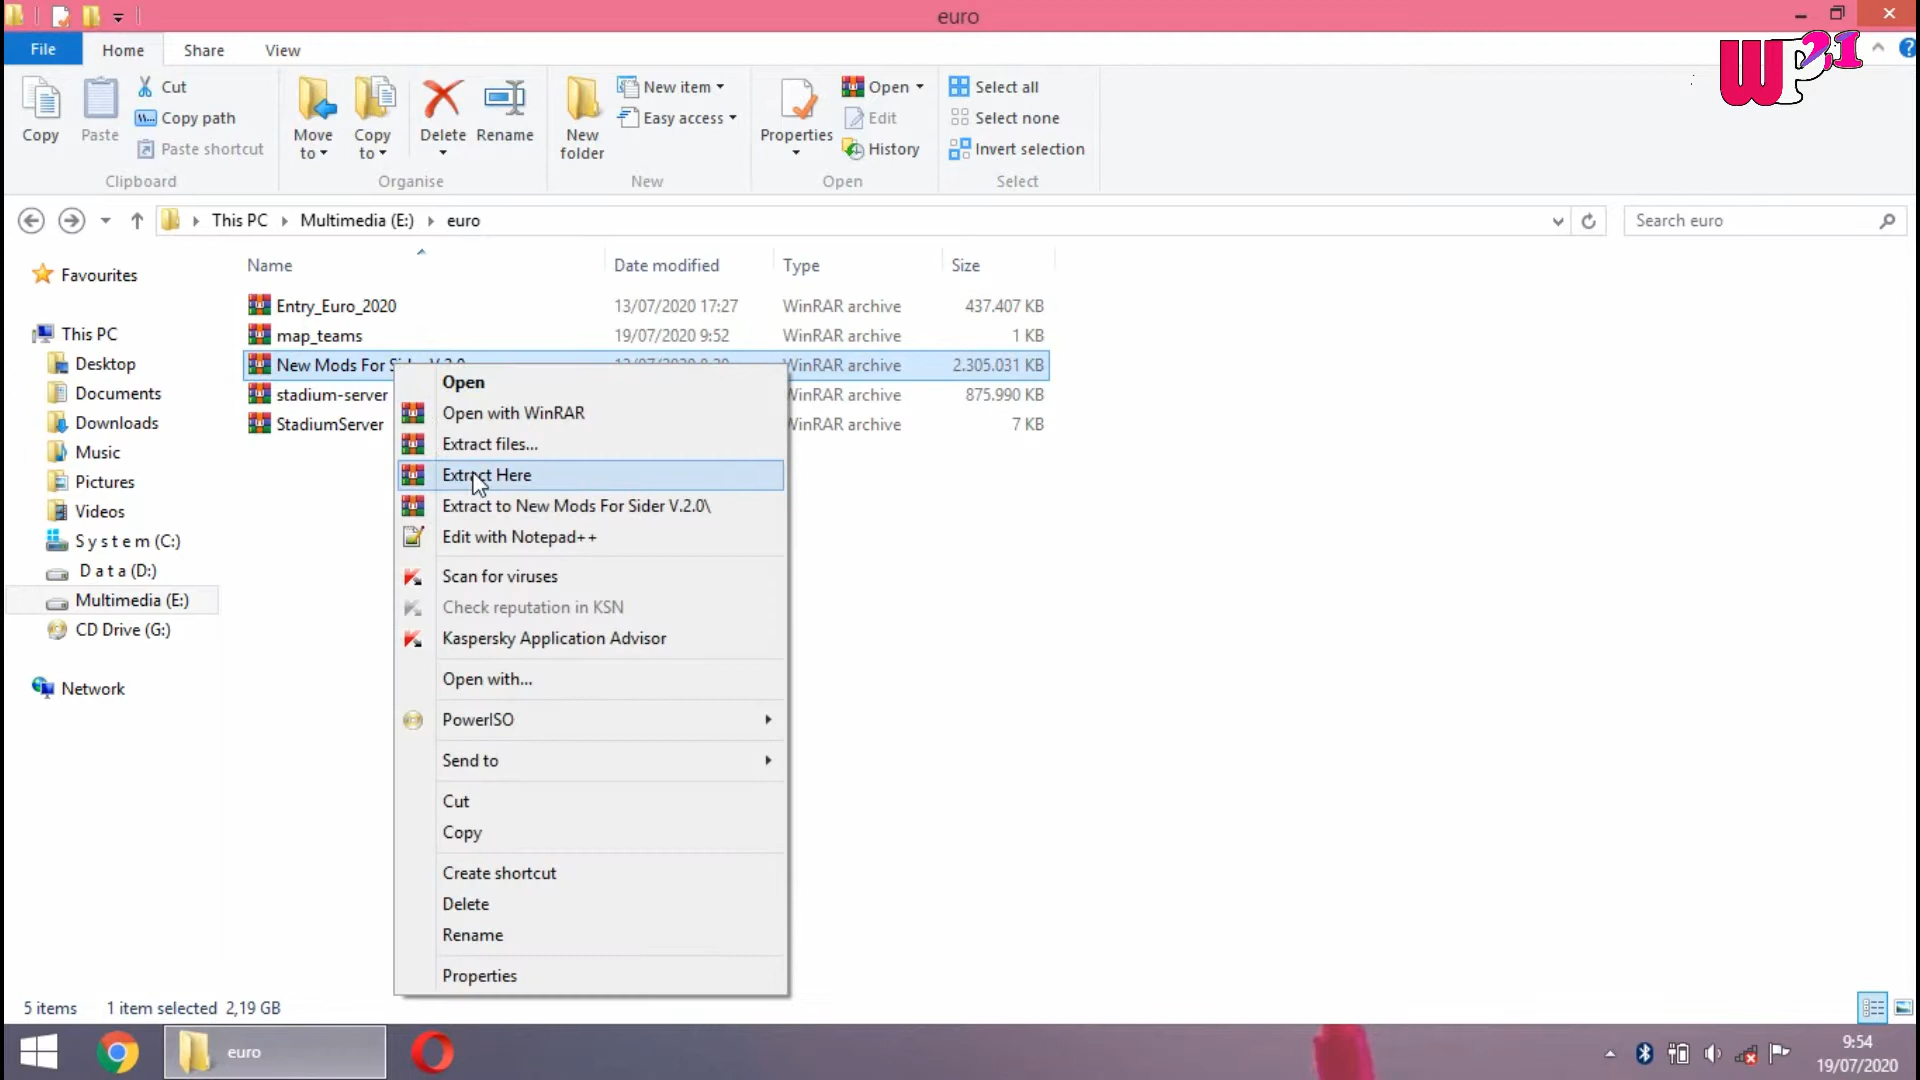 euro
File Home Share View
WP21
Copy
Paste
Cut
Copy path
Paste shortcut
Clipboard
Move to
Copy to
Delete
Rename
Organise
New folder
New item
Easy access
New
Properties
Open
Edit
History
Open
Select all
Select none
Invert selection
Select
This PC Multimedia (E:) euro
Search euro
Favourites
This PC
Desktop
Documents
Downloads
Music
Pictures
Videos
S y s t e m (C:)
D a t a (D:)
Multimedia (E:)
CD Drive (G:)
Network
Name Date modified Type Size
Entry_Euro_2020 13/07/2020 17:27 WinRAR archive 437.407 KB
map_teams 19/07/2020 9:52 WinRAR archive 1 KB
New Mods For WinRAR archive 2.305.031 KB
stadium-server WinRAR archive 875.990 KB
StadiumServer WinRAR archive 7 KB
Open
Open with WinRAR
Extract files...
Extract Here
Extract to New Mods For Sider V.2.0\
Edit with Notepad++
Scan for viruses
Check reputation in KSN
Kaspersky Application Advisor
Open with...
PowerISO
Send to
Cut
Copy
Create shortcut
Delete
Rename
Properties
5 items 1 item selected 2,19 GB
euro
9:54
19/07/2020